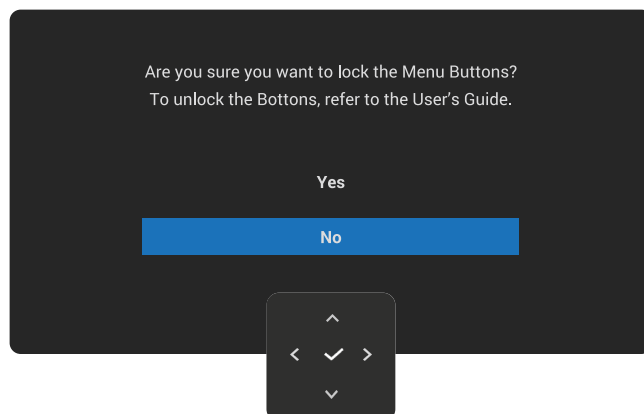 Are you sure you want to lock the Menu Buttons?
To unlock the Bottons, refer to the User's Guide.
Yes
No